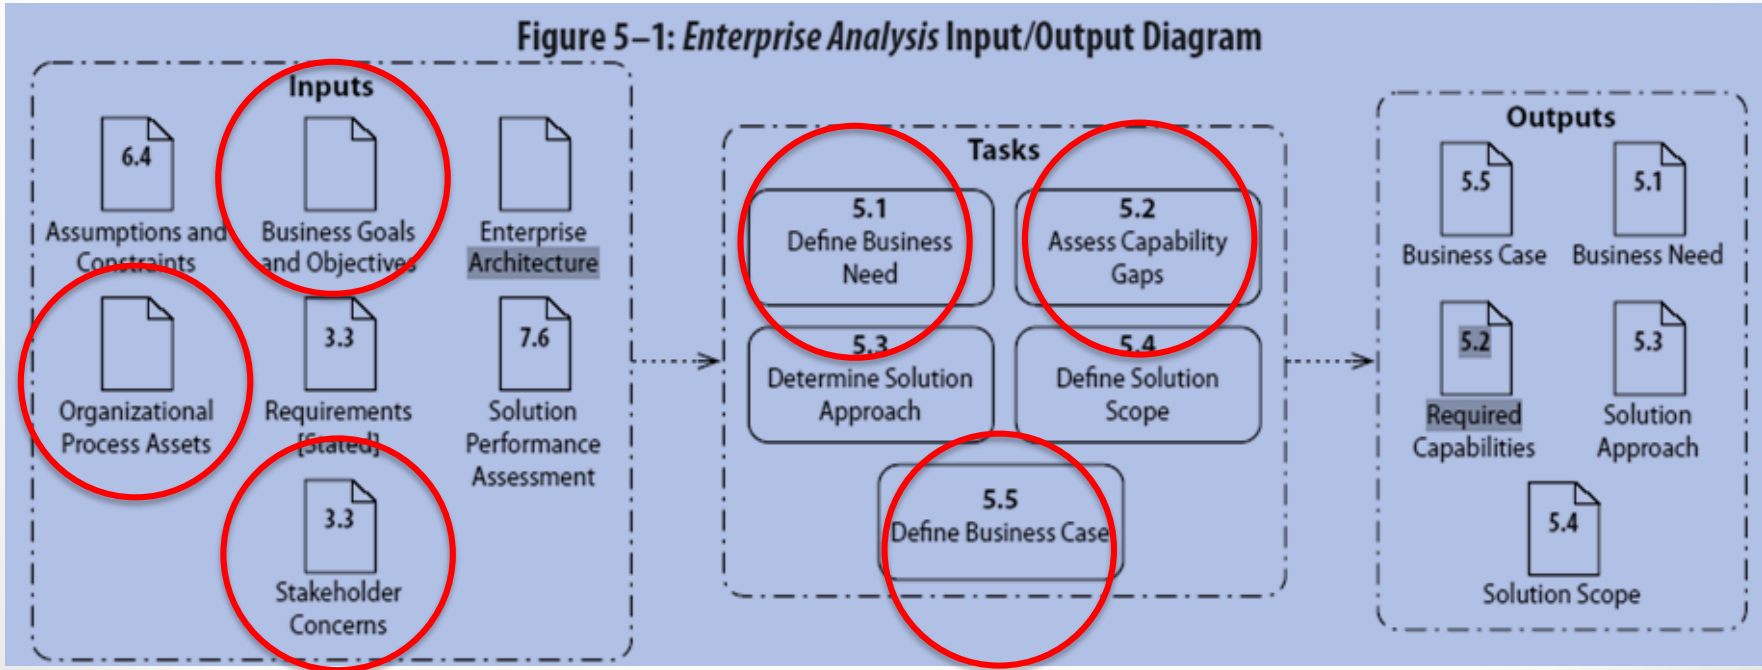 Figure 5–1: Enterprise Analysis Input/Output Diagram
Inputs
6.4
Assumptions and
Constraints
Business Goals
and Objectives
Enterprise
Architecture
Organizational
Process Assets
3.3
Requirements
[Stated]
7.6
Solution
Performance
Assessment
3.3
Stakeholder
Concerns
Tasks
5.1
Define Business
Need
5.2
Assess Capability
Gaps
5.3
Determine Solution
Approach
5.4
Define Solution
Scope
5.5
Define Business Case
Outputs
5.5
Business Case
5.1
Business Need
5.2
Required
Capabilities
5.3
Solution
Approach
5.4
Solution Scope